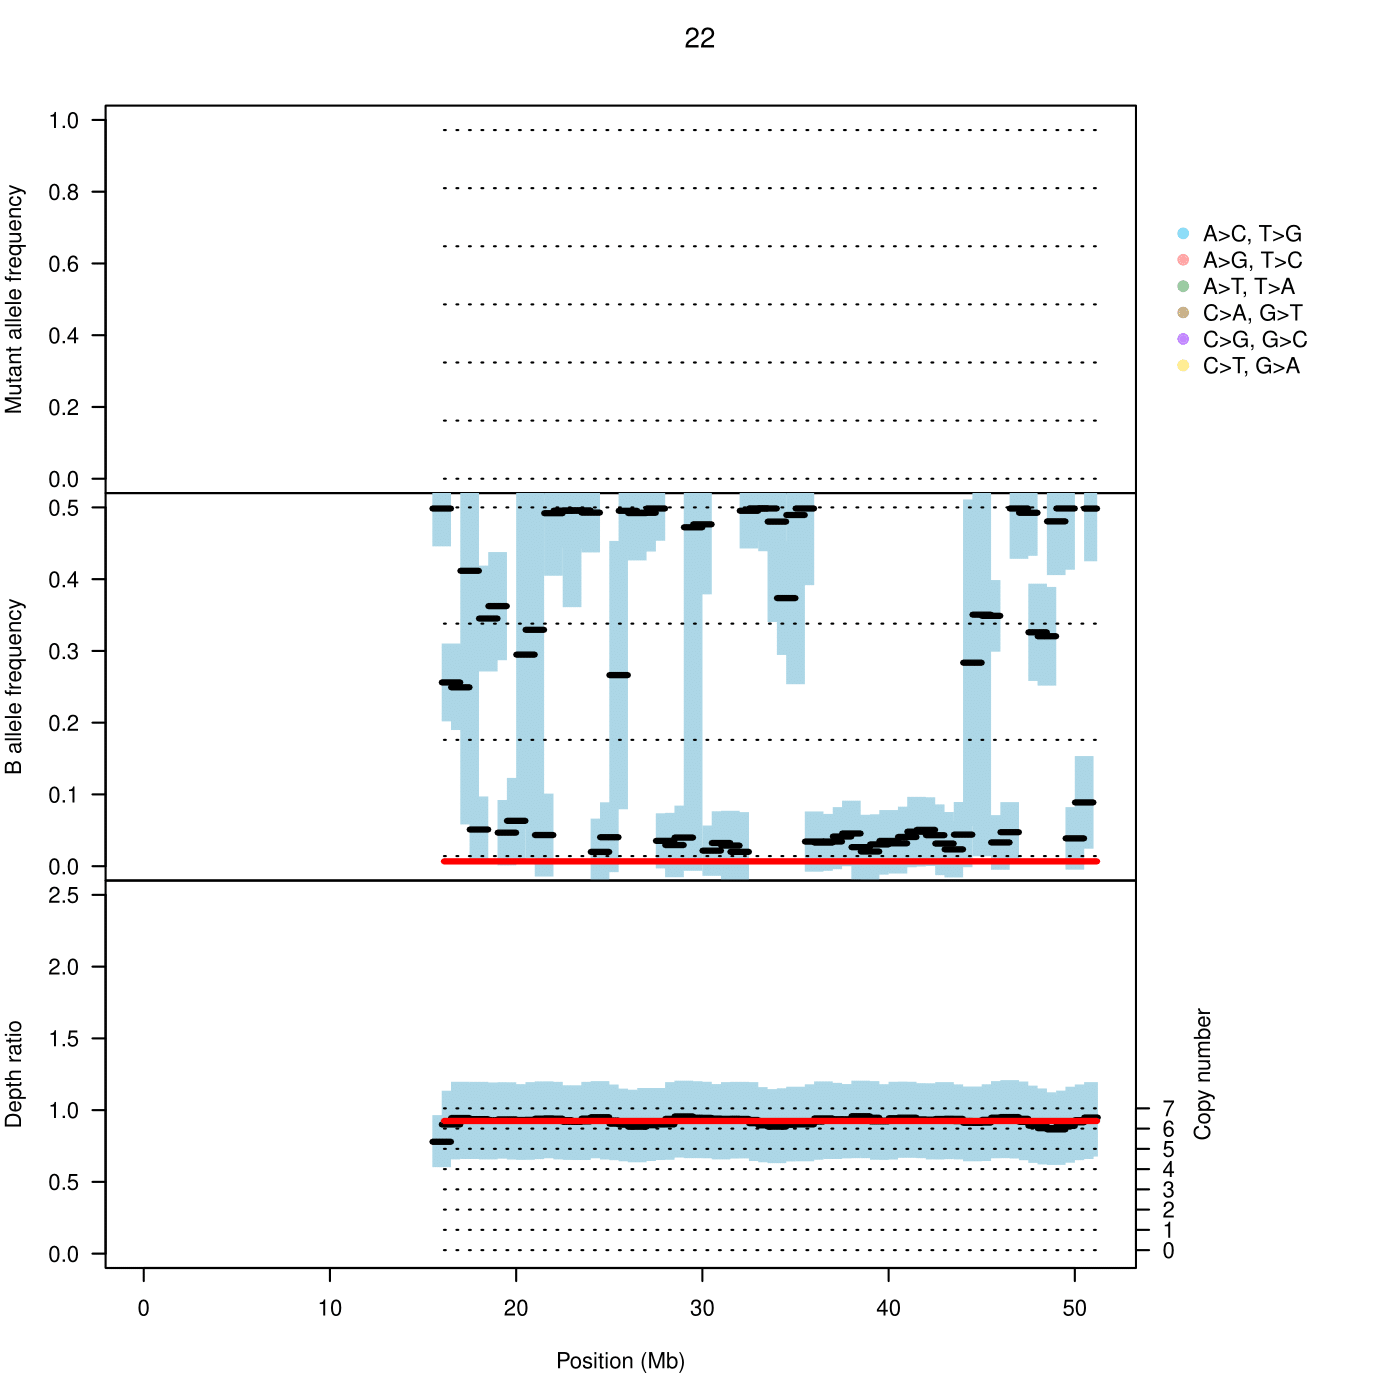 22
Mutant allele frequency
1.0
0.8
0.6
0.4
0.2
0.0
A>C, T>G
A>G, T>C
A>T, T>A
C>A, G>T
C>G, G>C
C>T, G>A
B allele frequency
0.5
0.4
0.3
0.2
0.1
0.0
Depth ratio
2.5
2.0
1.5
1.0
0.5
0.0
7
6
5
4
3
2
1
0
Copy number
0 10 20 30 40 50
Position (Mb)